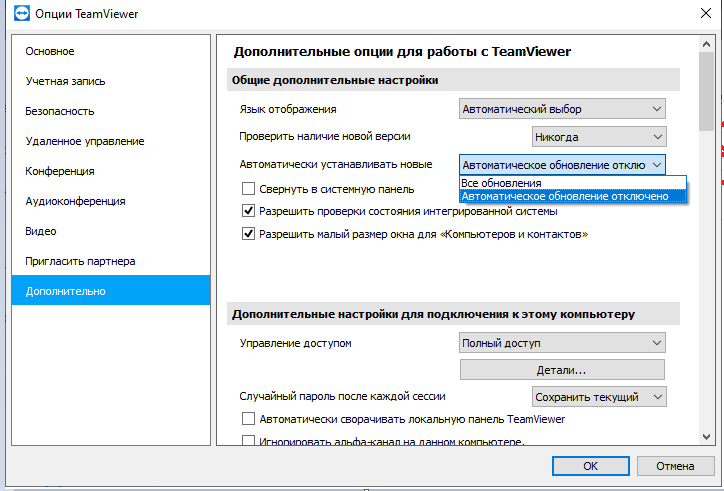 Опции TeamViewer
Основное
Учетная запись
Безопасность
Удаленное управление
Конференция
Аудиоконференция
Видео
Пригласить партнера
Дополнительно
Дополнительные опции для работы с TeamViewer
Общие дополнительные настройки
Язык отображения Автоматический выбор
Проверить наличие новой версии Никогда
Автоматически устанавливать новые Автоматическое обновление отклю
Все обновления
Автоматическое обновление отключено
Свернуть в системную панель
Разрешить проверки состояния интегрированной системы
Разрешить малый размер окна для «Компьютеров и контактов»
Дополнительные настройки для подключения к этому компьютеру
Управление доступом Полный доступ
Детали...
Случайный пароль после каждой сессии Сохранить текущий
Автоматически сворачивать локальную панель TeamViewer
Игнорировать альфа-канал на данном компьютере.
OK Отмена